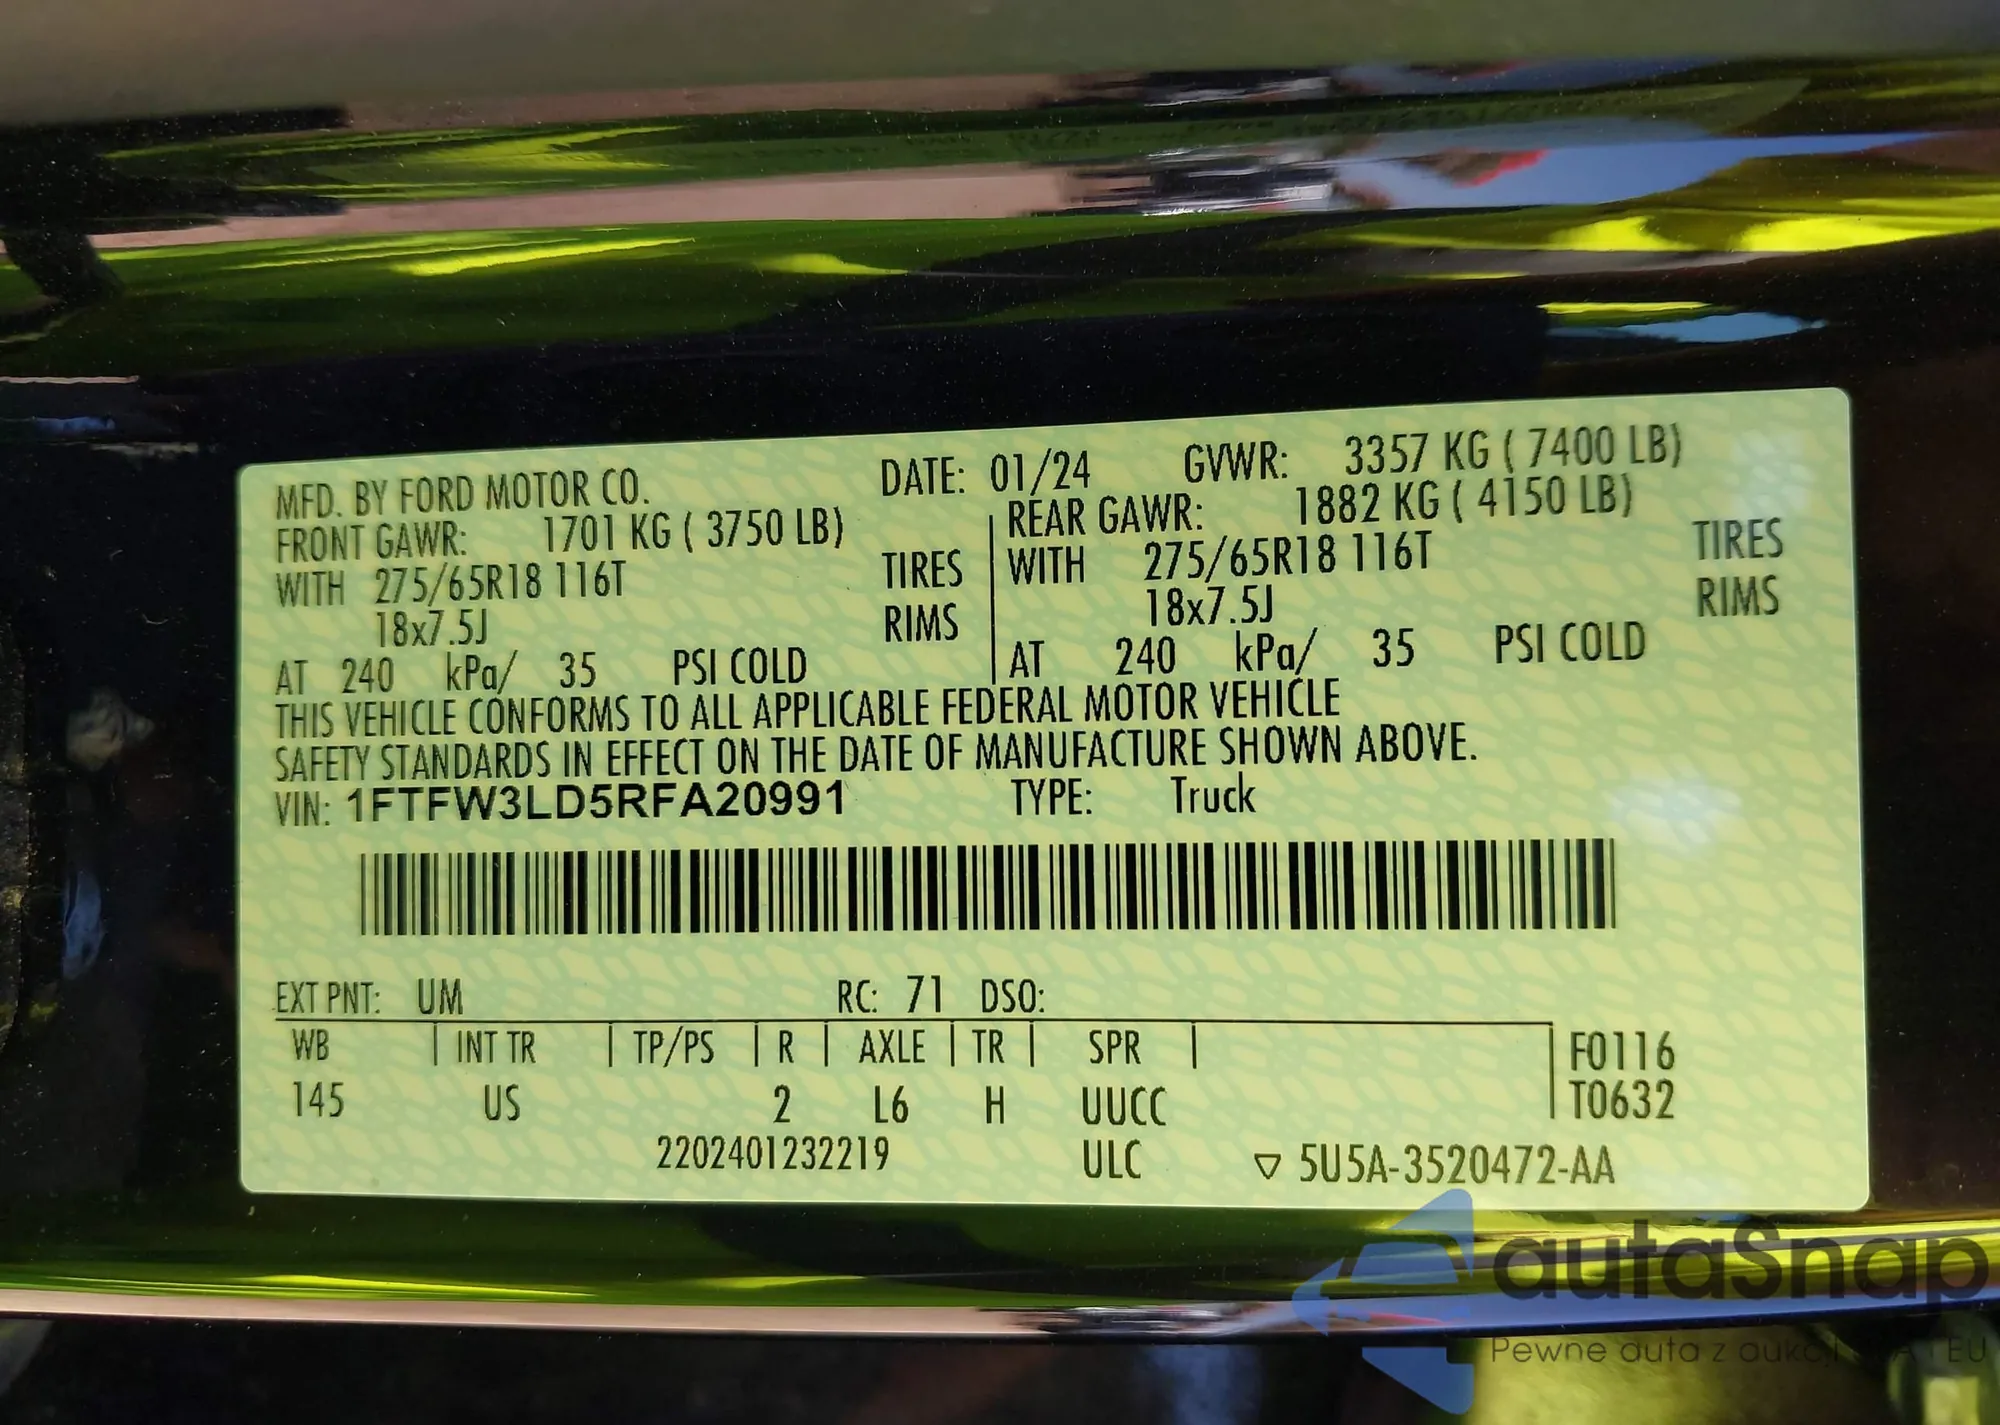 MFD. BY FORD MOTOR CO. DATE: 01/24 GVWR: 3357 KG ( 7400 LB)
FRONT GAWR: 1701 KG ( 3750 LB) REAR GAWR: 1882 KG ( 4150 LB)
WITH 275/65R18 116T TIRES WITH 275/65R18 116T TIRES
18x7.5J RIMS 18x7.5J RIMS
AT 240 kPa/ 35 PSI COLD AT 240 kPa/ 35 PSI COLD
THIS VEHICLE CONFORMS TO ALL APPLICABLE FEDERAL MOTOR VEHICLE
SAFETY STANDARDS IN EFFECT ON THE DATE OF MANUFACTURE SHOWN ABOVE.
VIN: 1FTFW3LD5RFA20991 TYPE: Truck
EXT PNT: UM RC: 71 DSO:
WB INT TR TP/PS R AXLE TR SPR F0116
145 US 2 L6 H UUCC T0632
2202401232219 ULC ▽ 5U5A-3520472-AA
autaSnap
Pewne auta z aukcji EU